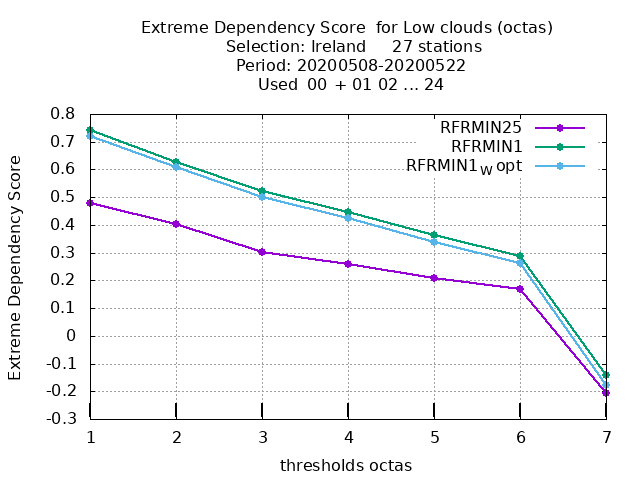 Extreme Dependency Score for Low clouds (octas)
Selection: Ireland 27 stations
Period: 20200508-20200522
Used 00 + 01 02 ... 24
Extreme Dependency Score
0.8
0.7
0.6
0.5
0.4
0.3
0.2
0.1
0
-0.1
-0.2
-0.3
RFRMIN25
RFRMIN1
RFRMIN1W opt
1 2 3 4 5 6 7
thresholds octas